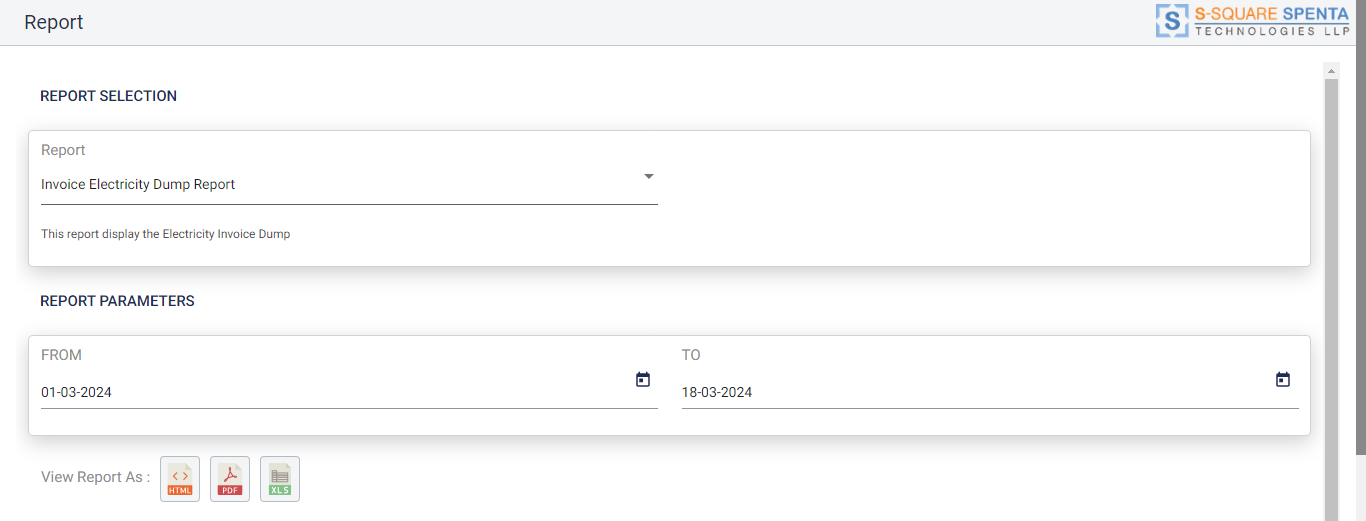 Report
S-SQUARE SPENTA
TECHNOLOGIES LLP
S
REPORT SELECTION
Report
Invoice Electricity Dump Report
This report display the Electricity Invoice Dump
REPORT PARAMETERS
FROM
TO
01-03-2024
18-03-2024
View Report As :
HTML
PDF
XLS